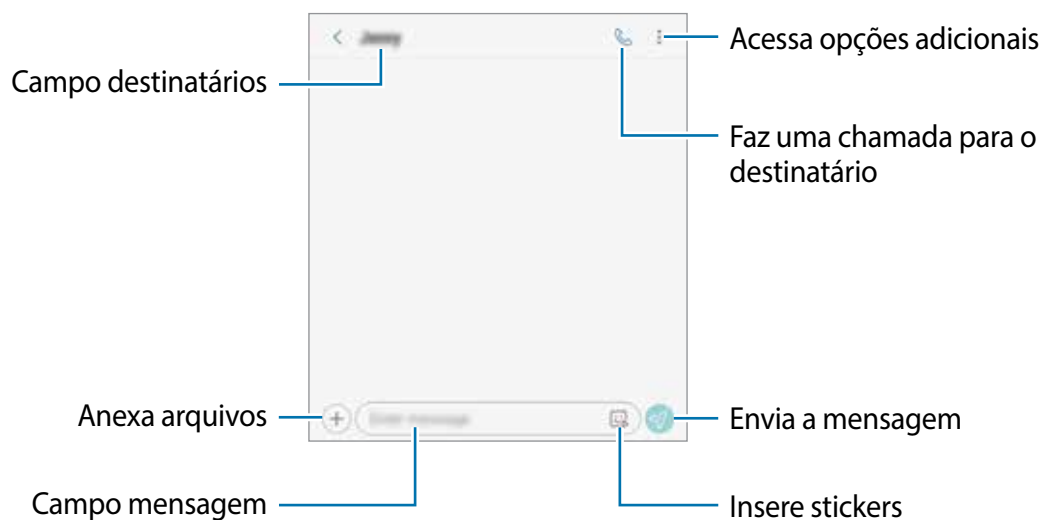 Acessa opções adicionais
Campo destinatários
Faz uma chamada para o
destinatário
Anexa arquivos
Envia a mensagem
Campo mensagem
Insere stickers